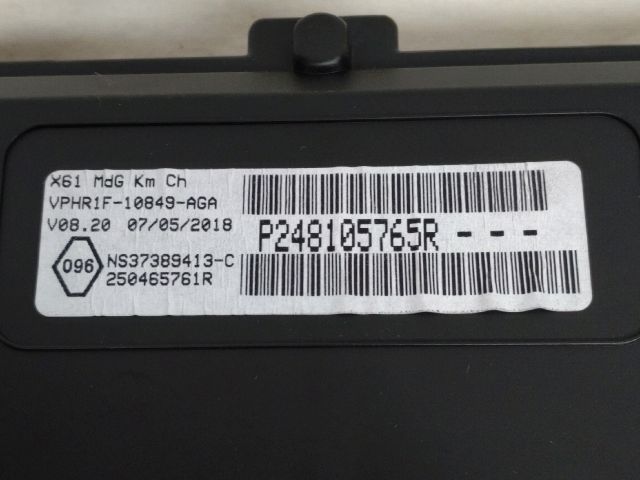 X61 MdG Km Ch
VPHR1F-10849-AGA
V08.20 07/05/2018
P248105765R - - -
096
NS37389413-C
250465761R